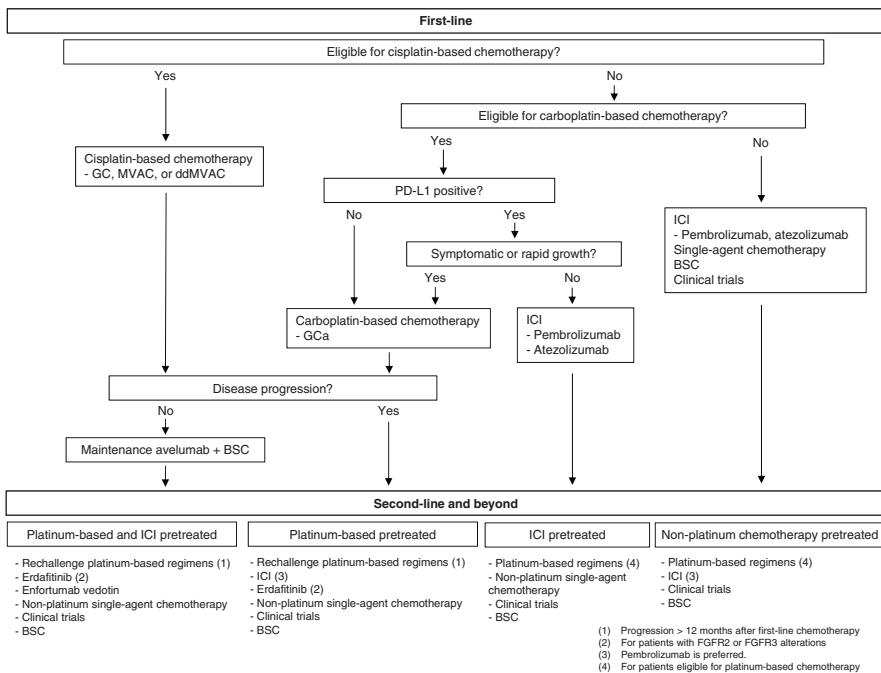 First-line
Eligible for cisplatin-based chemotherapy?
Yes
No
Eligible for carboplatin-based chemotherapy?
Yes
No
Cisplatin-based chemotherapy
- GC, MVAC, or ddMVAC
PD-L1 positive?
No
Yes
ICI
- Pembrolizumab, atezolizumab
Single-agent chemotherapy
BSC
Clinical trials
Symptomatic or rapid growth?
Yes
No
Carboplatin-based chemotherapy
- GCa
ICI
- Pembrolizumab
- Atezolizumab
Disease progression?
No
Yes
Maintenance avelumab + BSC
Second-line and beyond
Platinum-based and ICI pretreated
- Rechallenge platinum-based regimens (1)
- Erdafitinib (2)
- Enfortumab vedotin
- Non-platinum single-agent chemotherapy
- Clinical trials
- BSC
Platinum-based pretreated
- Rechallenge platinum-based regimens (1)
- ICI (3)
- Erdafitinib (2)
- Non-platinum single-agent chemotherapy
- Clinical trials
- BSC
ICI pretreated
- Platinum-based regimens (4)
- Non-platinum single-agent
chemotherapy
- Clinical trials
- BSC
Non-platinum chemotherapy pretreated
- Platinum-based regimens (4)
- ICI (3)
- Clinical trials
- BSC
(1) Progression > 12 months after first-line chemotherapy
(2) For patients with FGFR2 or FGFR3 alterations
(3) Pembrolizumab is preferred.
(4) For patients eligible for platinum-based chemotherapy